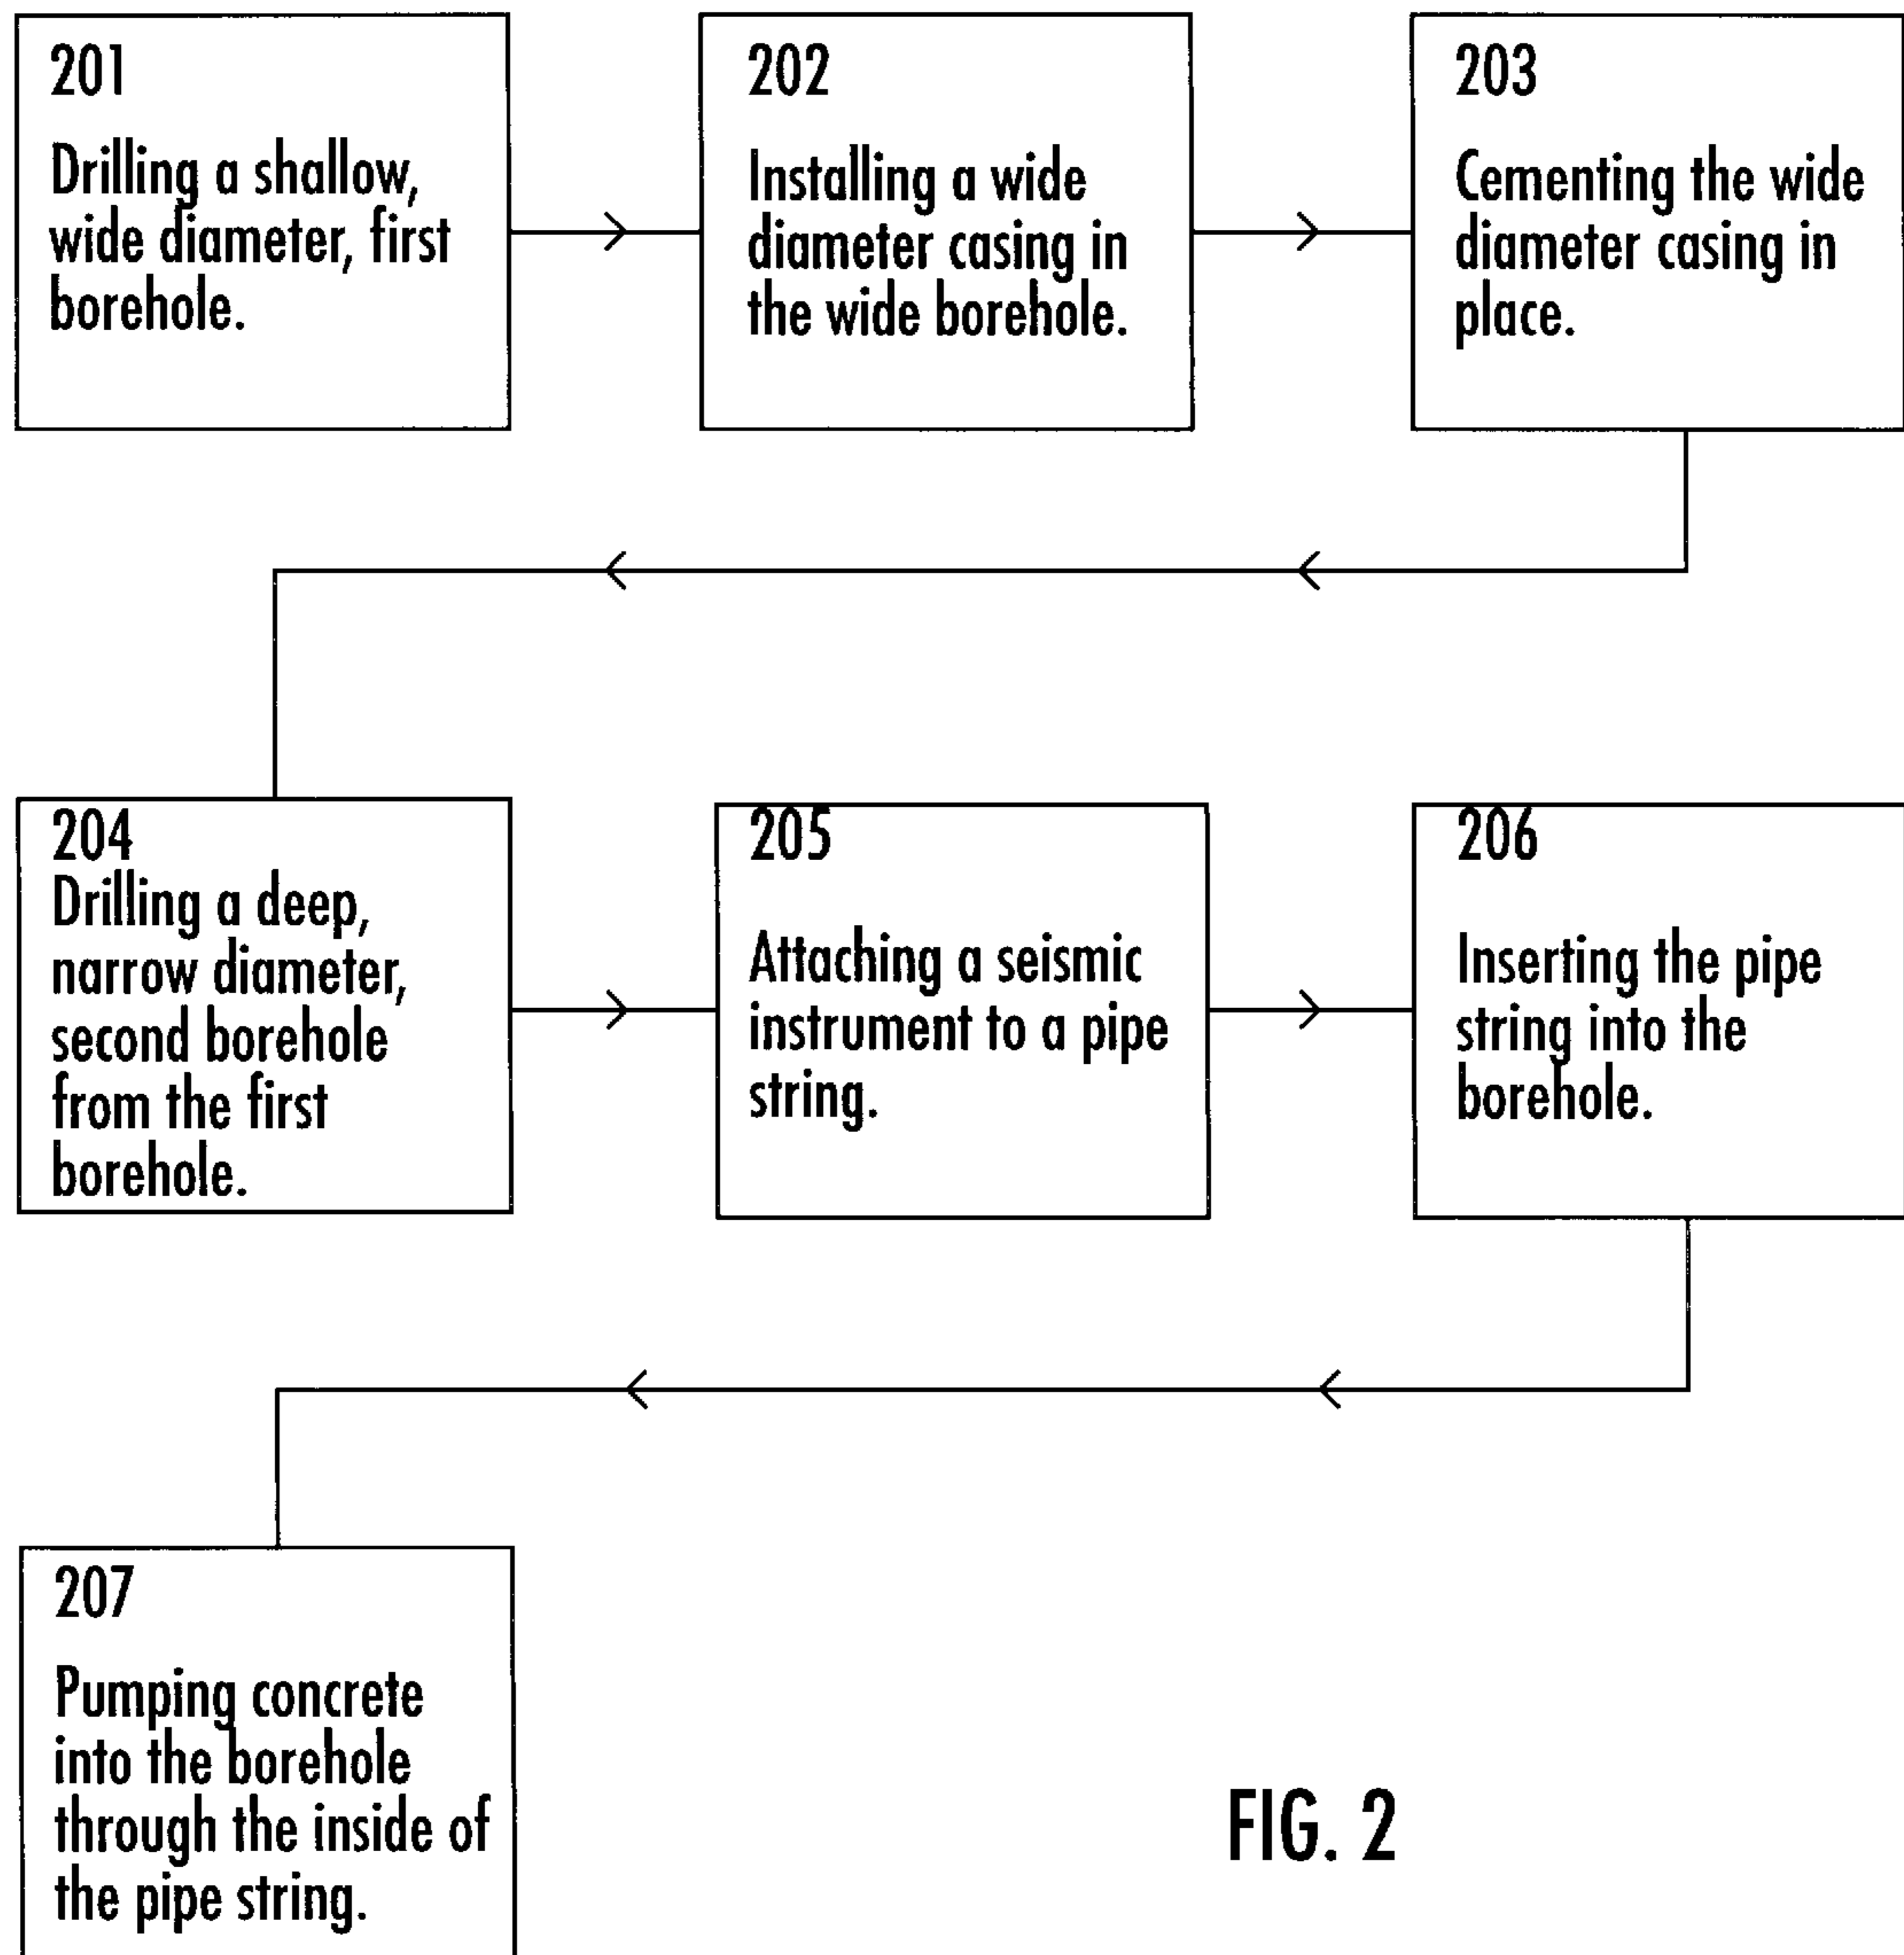 201
Drilling a shallow,
wide diameter, first
borehole.
202
Installing a wide
diameter casing in
the wide borehole.
203
Cementing the wide
diameter casing in
place.
204
Drilling a deep,
narrow diameter,
second borehole
from the first
borehole.
205
Attaching a seismic
instrument to a pipe
string.
206
Inserting the pipe
string into the
borehole.
207
Pumping concrete
into the borehole
through the inside of
the pipe string.
FIG. 2